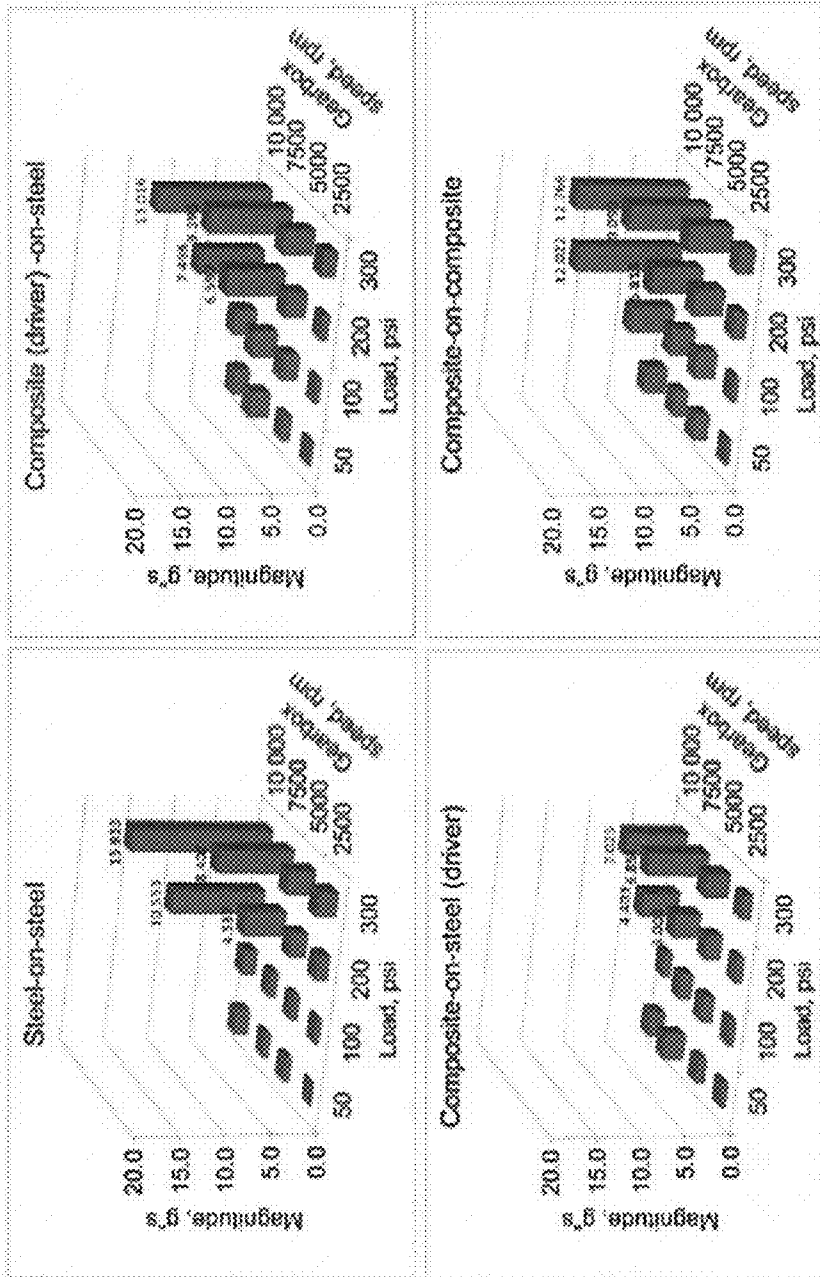 Steel-on-steel
20.0
15.0
10.0
5.0
0.0
Magnitude, g"s
50
100
200
300
Load, psi
2500
5000
7500
10 000
Gearbox
speed, rpm
Composite (driver) -on-steel
20.0
15.0
10.0
5.0
0.0
Magnitude, g"s
50
100
200
300
Load, psi
2500
5000
7500
10 000
Gearbox
speed, rpm
Composite-on-steel (driver)
20.0
15.0
10.0
5.0
0.0
Magnitude, g"s
50
100
200
300
Load, psi
2500
5000
7500
10 000
Gearbox
speed, rpm
Composite-on-composite
20.0
15.0
10.0
5.0
0.0
Magnitude, g"s
50
100
200
300
Load, psi
2500
5000
7500
10 000
Gearbox
speed, rpm